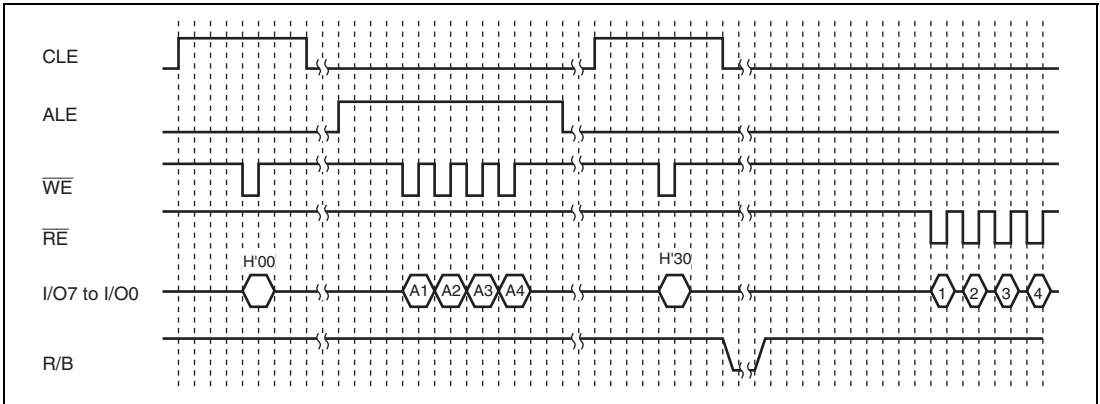 CLE
ALE
WE
RE
H'00
H'30
I/O7 to I/O0
A1 A2 A3 A4
1 2 3 4
R/B